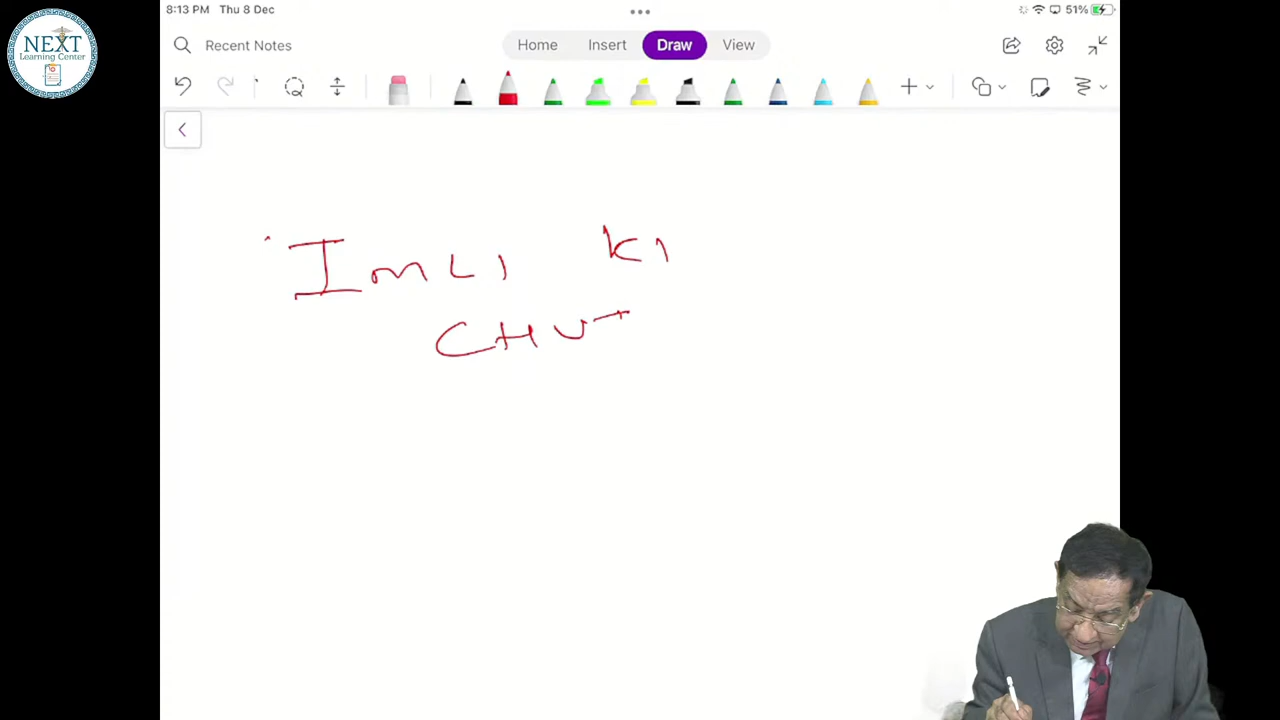 8:13 PM Thu 8 Dec
51%
NEXT
Learning Center
Recent Notes
Home Insert Draw View
ImLI KI
CHUT